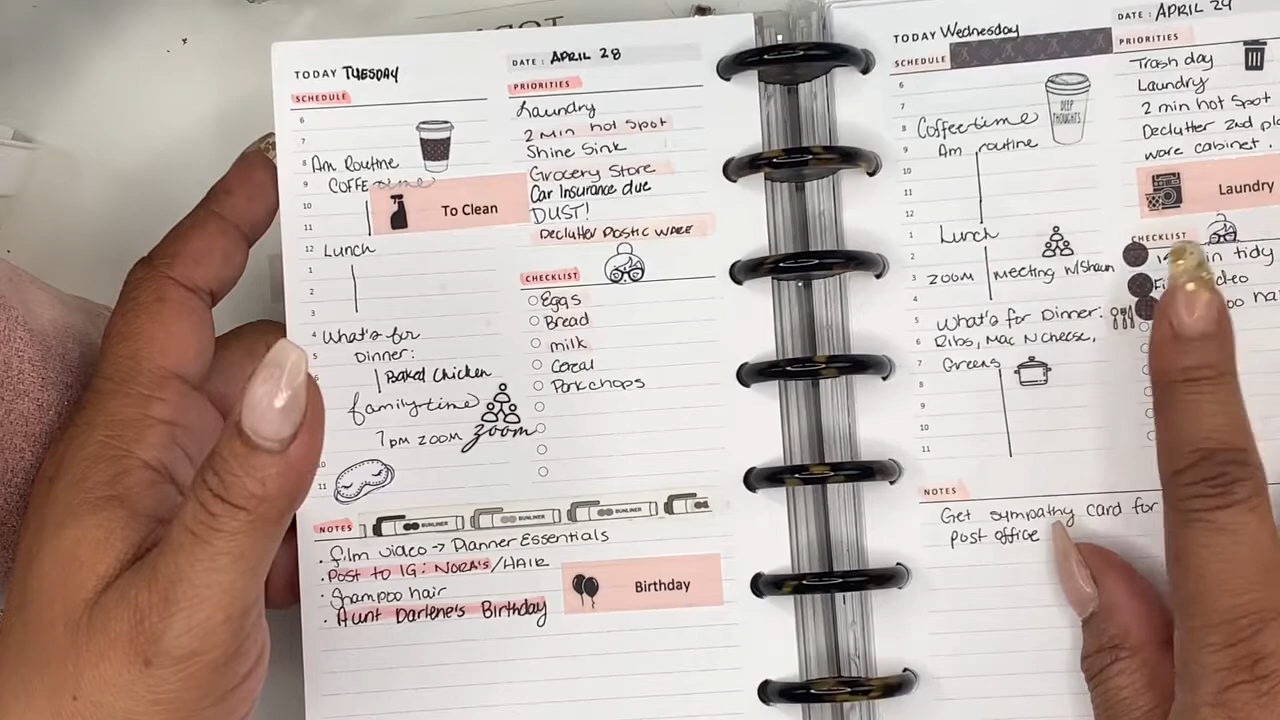 TODAY TUESDAY
DATE : APRIL 28
SCHEDULE
6
7
8 Am Routine
9 COFFEE time
10
11
To Clean
12 Lunch
1
2
3
4 What's for
5 Dinner:
Baked Chicken
family time
7pm ZOOM zoom
10
11
PRIORITIES
Laundry
2 Min hot Spot
Shine Sink
Grocery Store
Car Insurance due
DUST!
Declutter Plastic WARE
CHECKLIST
Eggs
Bread
milk
Cereal
Porkchops
NOTES
BUNLINER BUNLINER BUNLINER
• film video → Planner Essentials
• Post to IG: NORA'S/HAIR
• Shampoo hair
• Aunt Darlene's Birthday
Birthday
TODAY Wednesday
DATE : APRIL 29
SCHEDULE
6
7
8 Coffee time
9 Am routine
10
11
12
1 Lunch
2
3 ZOOM meeting w/Shaun
4
5 What's for Dinner:
6 Ribs, Mac N cheese,
7 Greens
8
9
10
11
DEEP
THOUGHTS
PRIORITIES
Trash day
Laundry
2 min hot Spot
Declutter 2nd
ware cabinet.
Laundry
CHECKLIST
tidy
NOTES
Get sympathy card for
post office